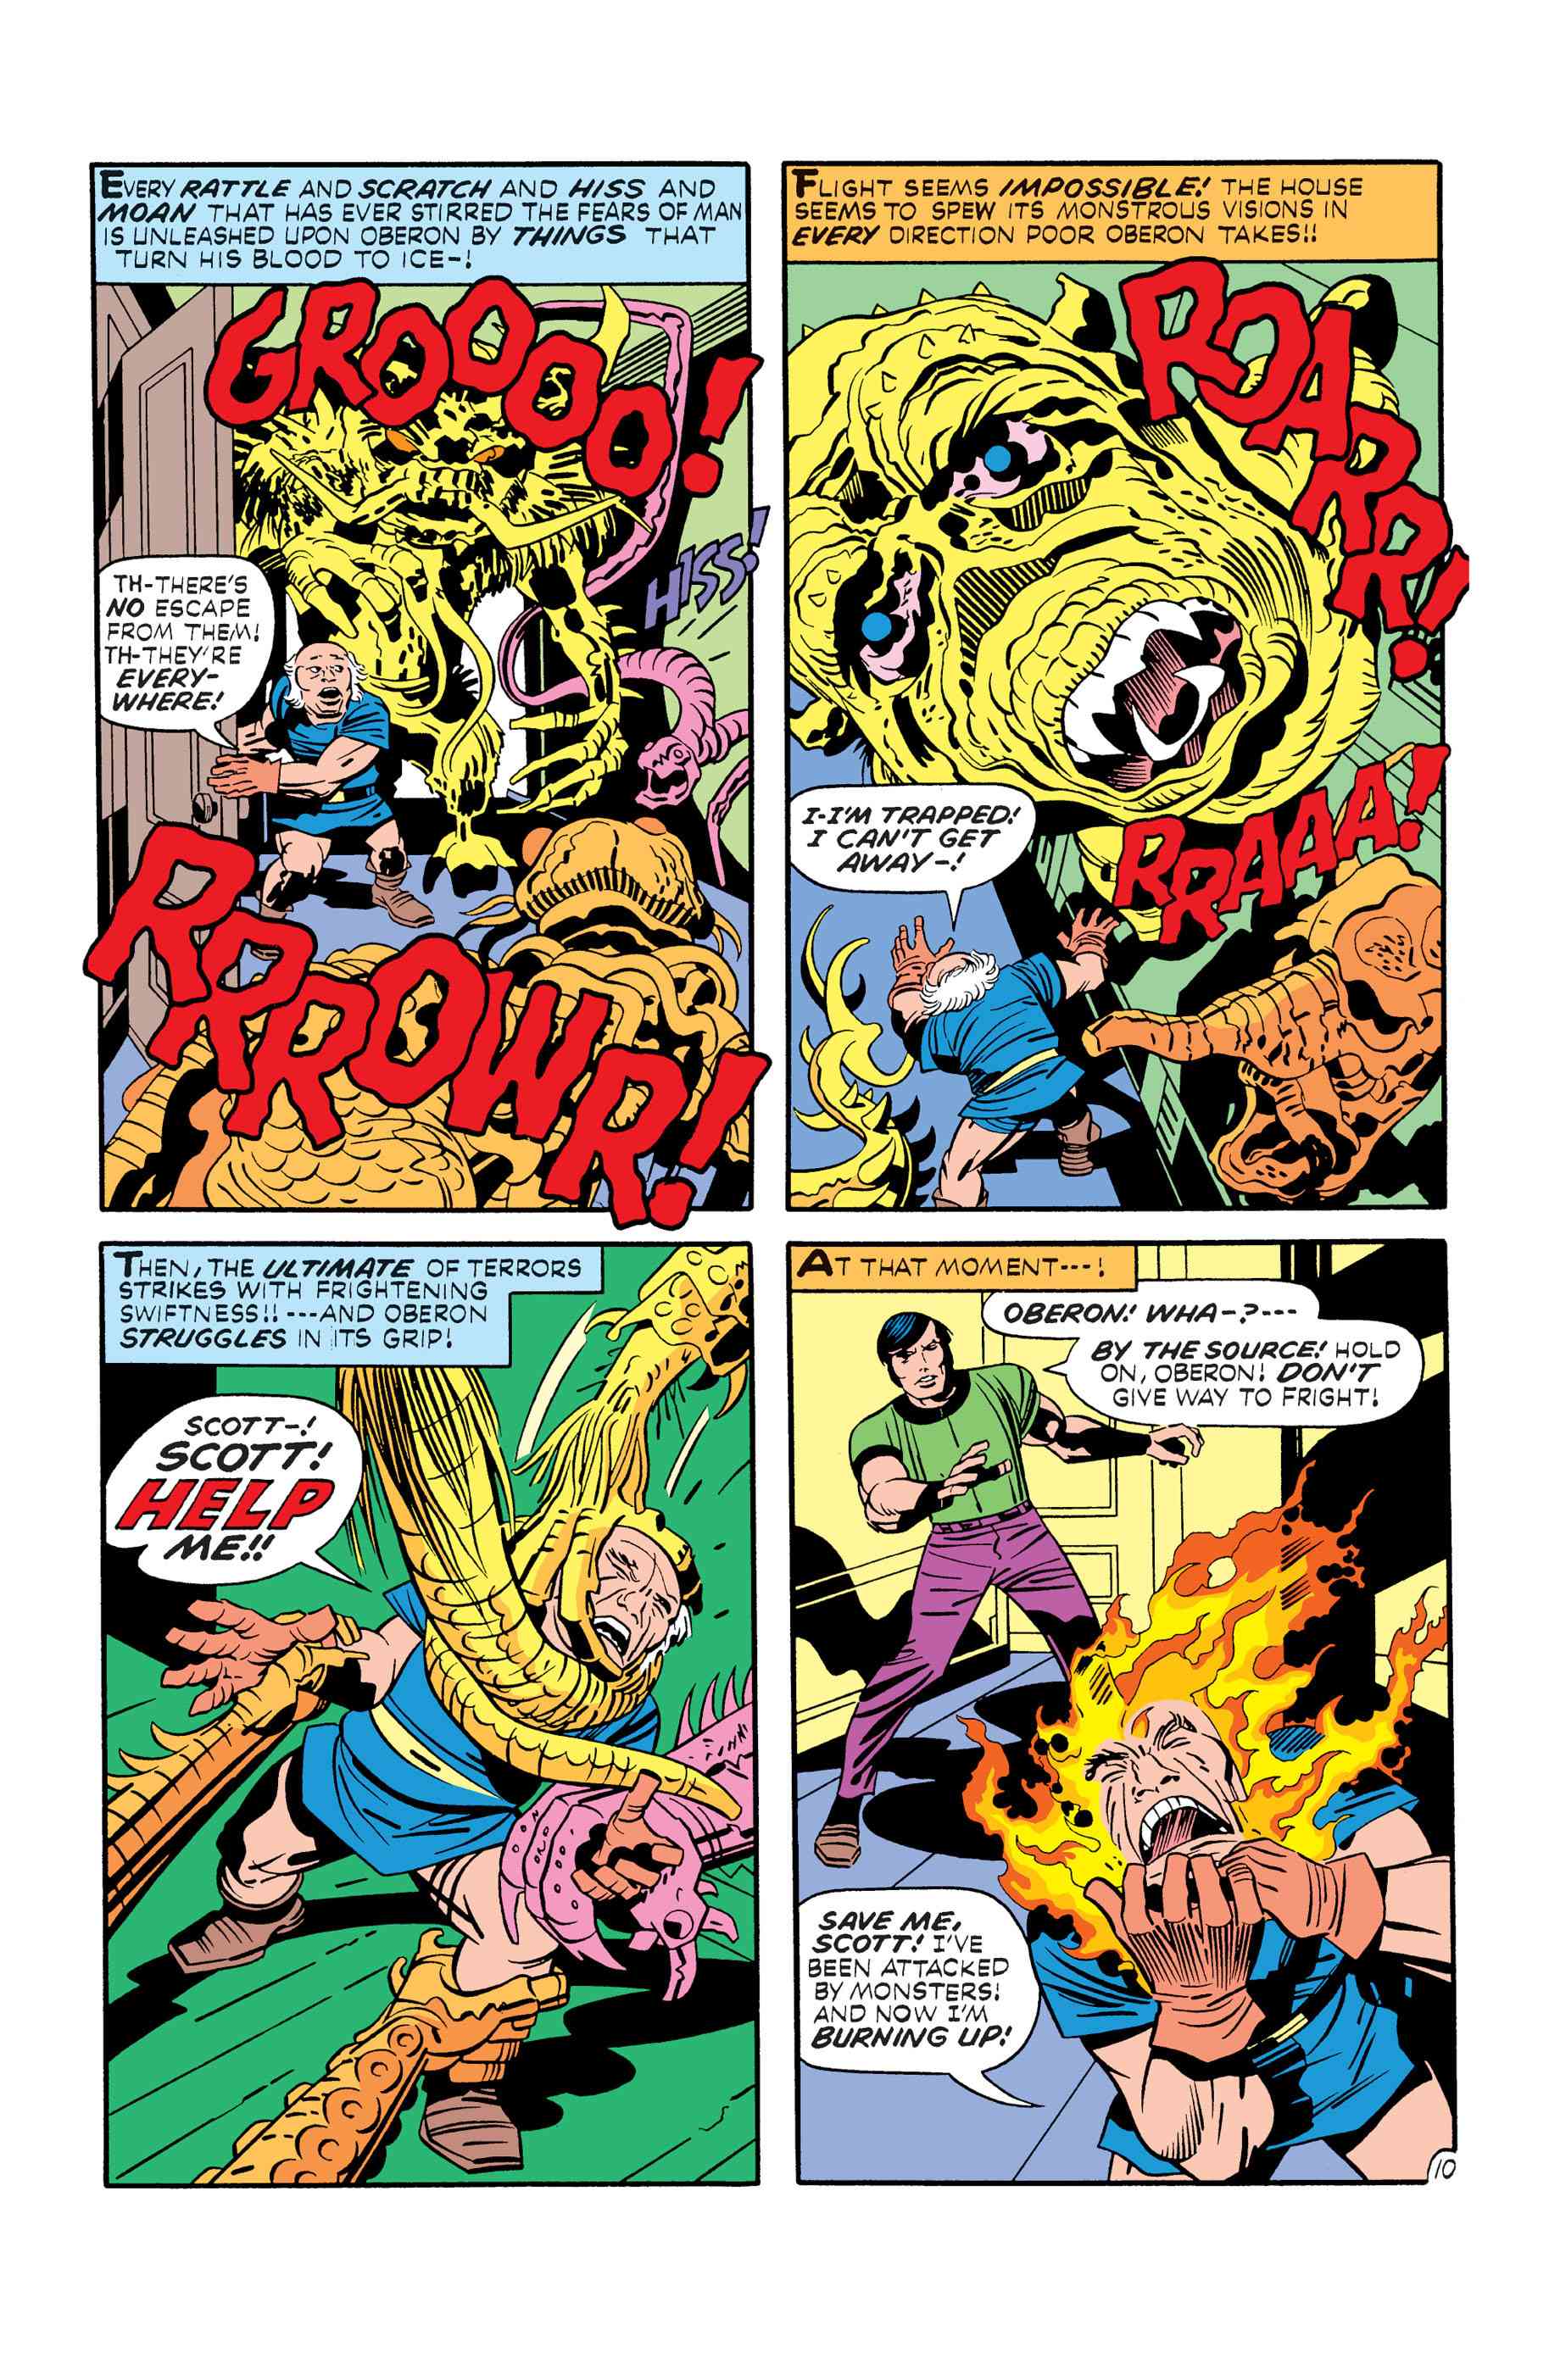 EVERY RATTLE AND SCRATCH AND HISS AND
MOAN THAT HAS EVER STIRRED THE FEARS OF MAN
IS UNLEASHED UPON OBERON BY THINGS THAT
TURN HIS BLOOD TO ICE-!
GROOOOO!
HISS!
TH-THERE'S
NO ESCAPE
FROM THEM!
TH-THEY'RE
EVERY-
WHERE!
RRRROWR!
FLIGHT SEEMS IMPOSSIBLE! THE HOUSE
SEEMS TO SPEW ITS MONSTROUS VISIONS IN
EVERY DIRECTION POOR OBERON TAKES!!
ROARRR!
I-I'M TRAPPED!
I CAN'T GET
AWAY-!
RRAAA!
THEN, THE ULTIMATE OF TERRORS
STRIKES WITH FRIGHTENING
SWIFTNESS!! ---AND OBERON
STRUGGLES IN ITS GRIP!
SCOTT-!
SCOTT!
HELP
ME!!
AT THAT MOMENT---!
OBERON! WHA-?---
BY THE SOURCE! HOLD
ON, OBERON! DON'T
GIVE WAY TO FRIGHT!
SAVE ME,
SCOTT! I'VE
BEEN ATTACKED
BY MONSTERS!
AND NOW I'M
BURNING UP!
10